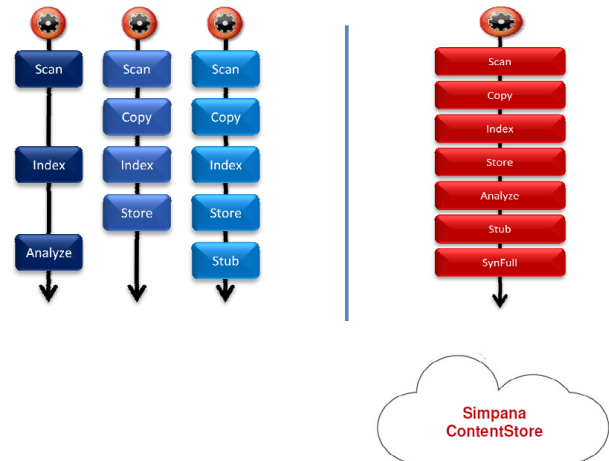 Scan
Index
Analyze
Scan
Copy
Index
Store
Scan
Copy
Index
Store
Stub
Scan
Copy
Index
Store
Analyze
Stub
SynFull
Simpana
ContentStore